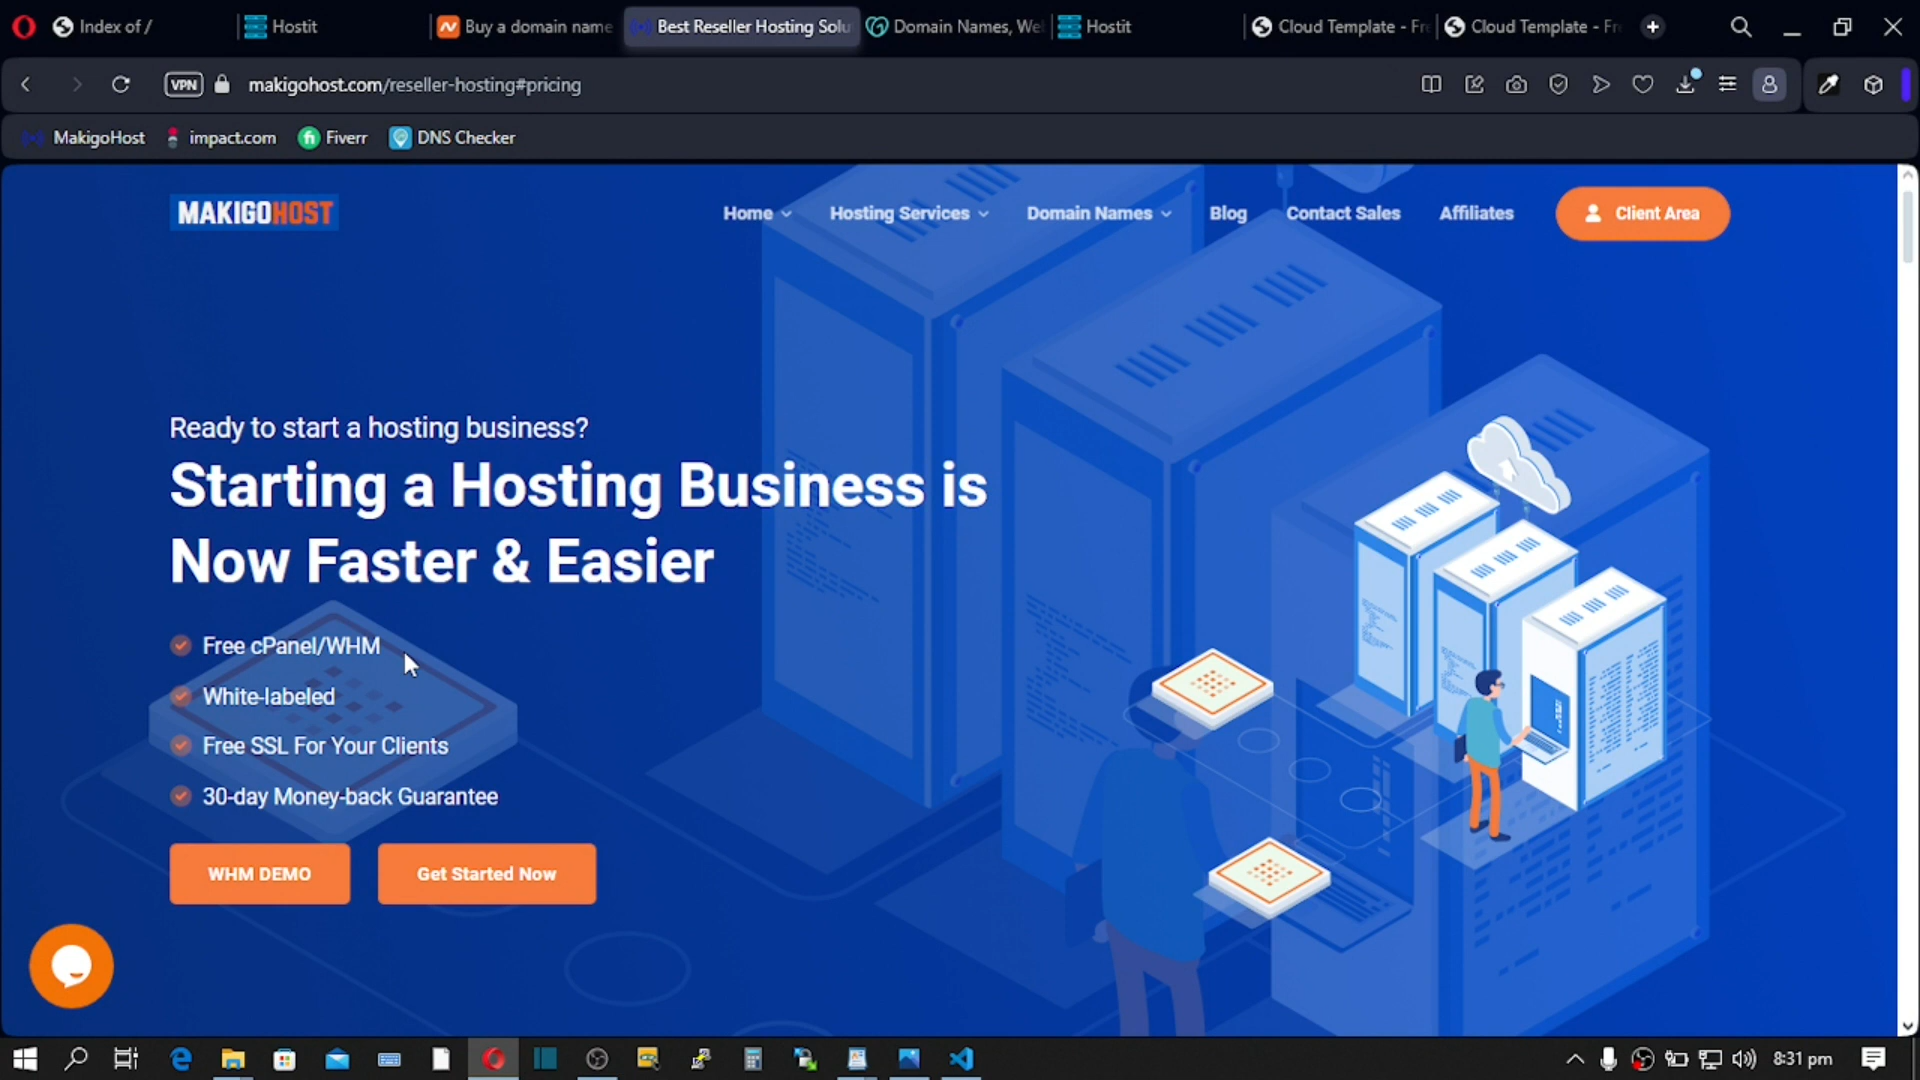 Index of /
Hostit
Buy a domain name
Best Reseller Hosting Solu
Domain Names, We
Hostit
Cloud Template - Fr
Cloud Template - Fr
VPN
makigohost.com/reseller-hosting#pricing
MakigoHost
impact.com
Fiverr
DNS Checker
MAKIGOHOST
Home
Hosting Services
Domain Names
Blog
Contact Sales
Affiliates
Client Area
Ready to start a hosting business?
Starting a Hosting Business is
Now Faster & Easier
Free cPanel/WHM
White-labeled
Free SSL For Your Clients
30-day Money-back Guarantee
WHM DEMO
Get Started Now
8:31 pm